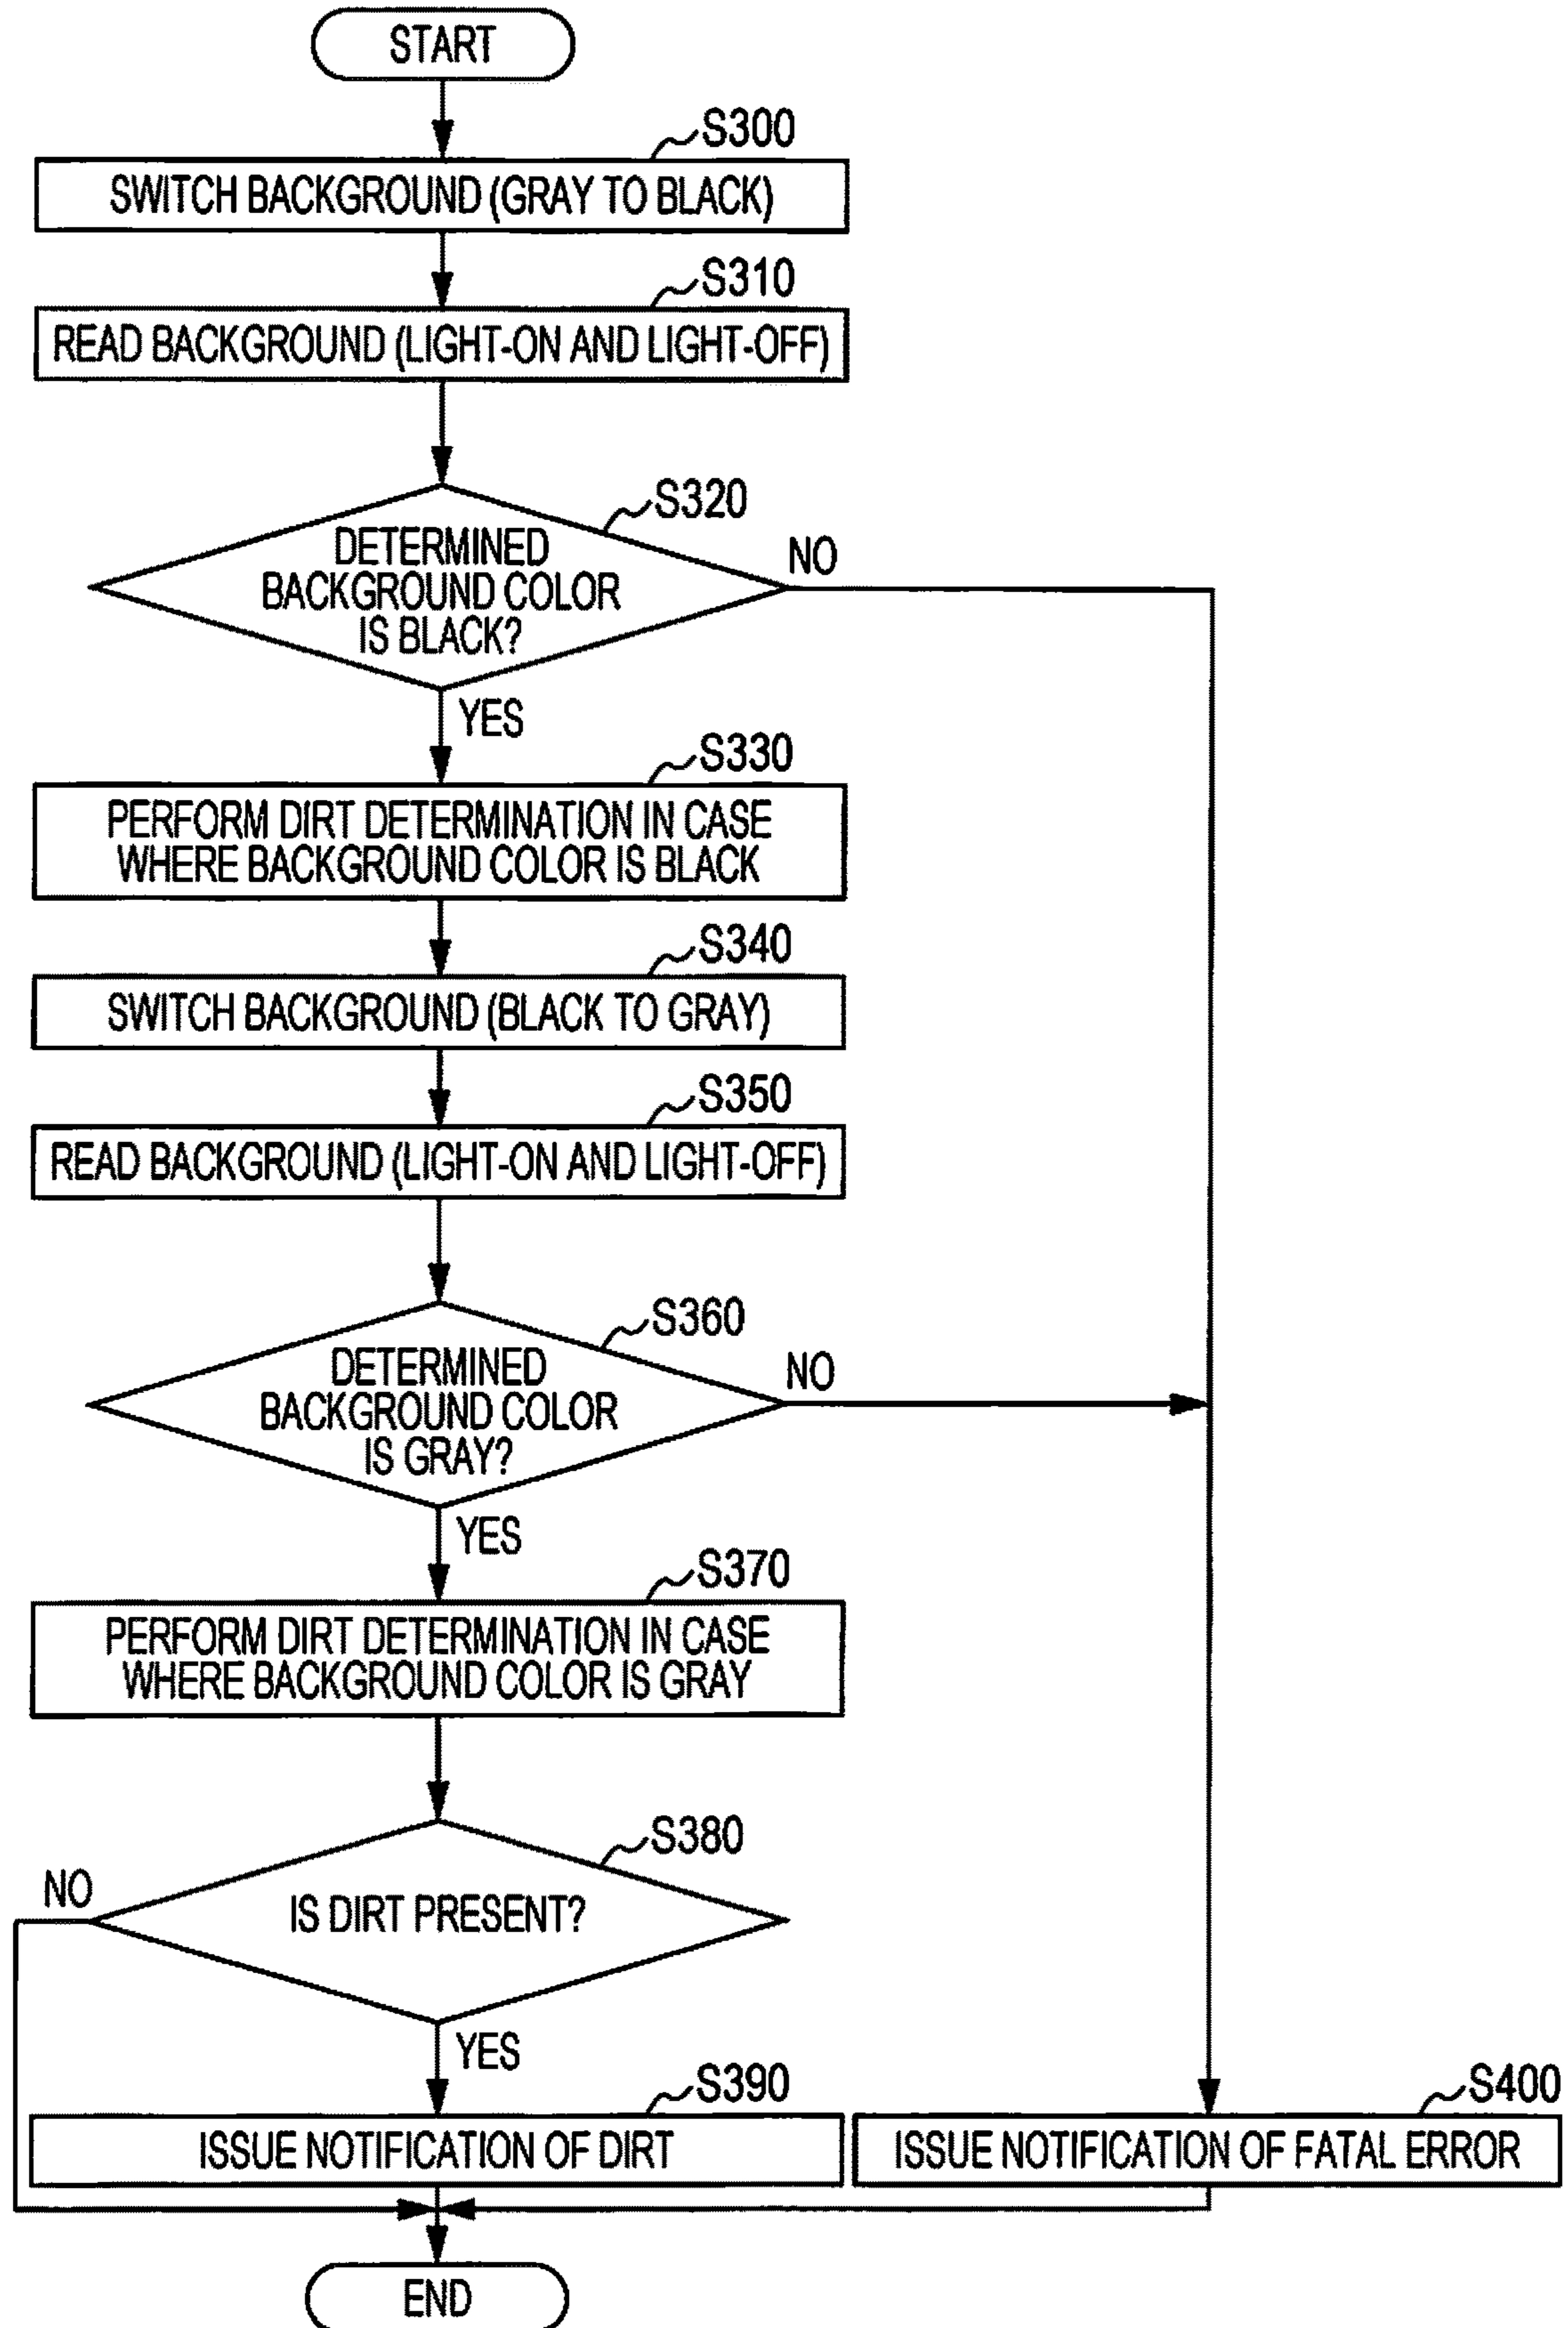 START
S300
SWITCH BACKGROUND (GRAY TO BLACK)
S310
READ BACKGROUND (LIGHT-ON AND LIGHT-OFF)
S320
DETERMINED
BACKGROUND COLOR
IS BLACK?
NO
YES
S330
PERFORM DIRT DETERMINATION IN CASE
WHERE BACKGROUND COLOR IS BLACK
S340
SWITCH BACKGROUND (BLACK TO GRAY)
S350
READ BACKGROUND (LIGHT-ON AND LIGHT-OFF)
S360
DETERMINED
BACKGROUND COLOR
IS GRAY?
NO
YES
S370
PERFORM DIRT DETERMINATION IN CASE
WHERE BACKGROUND COLOR IS GRAY
S380
NO
IS DIRT PRESENT?
YES
S390
ISSUE NOTIFICATION OF DIRT
S400
ISSUE NOTIFICATION OF FATAL ERROR
END